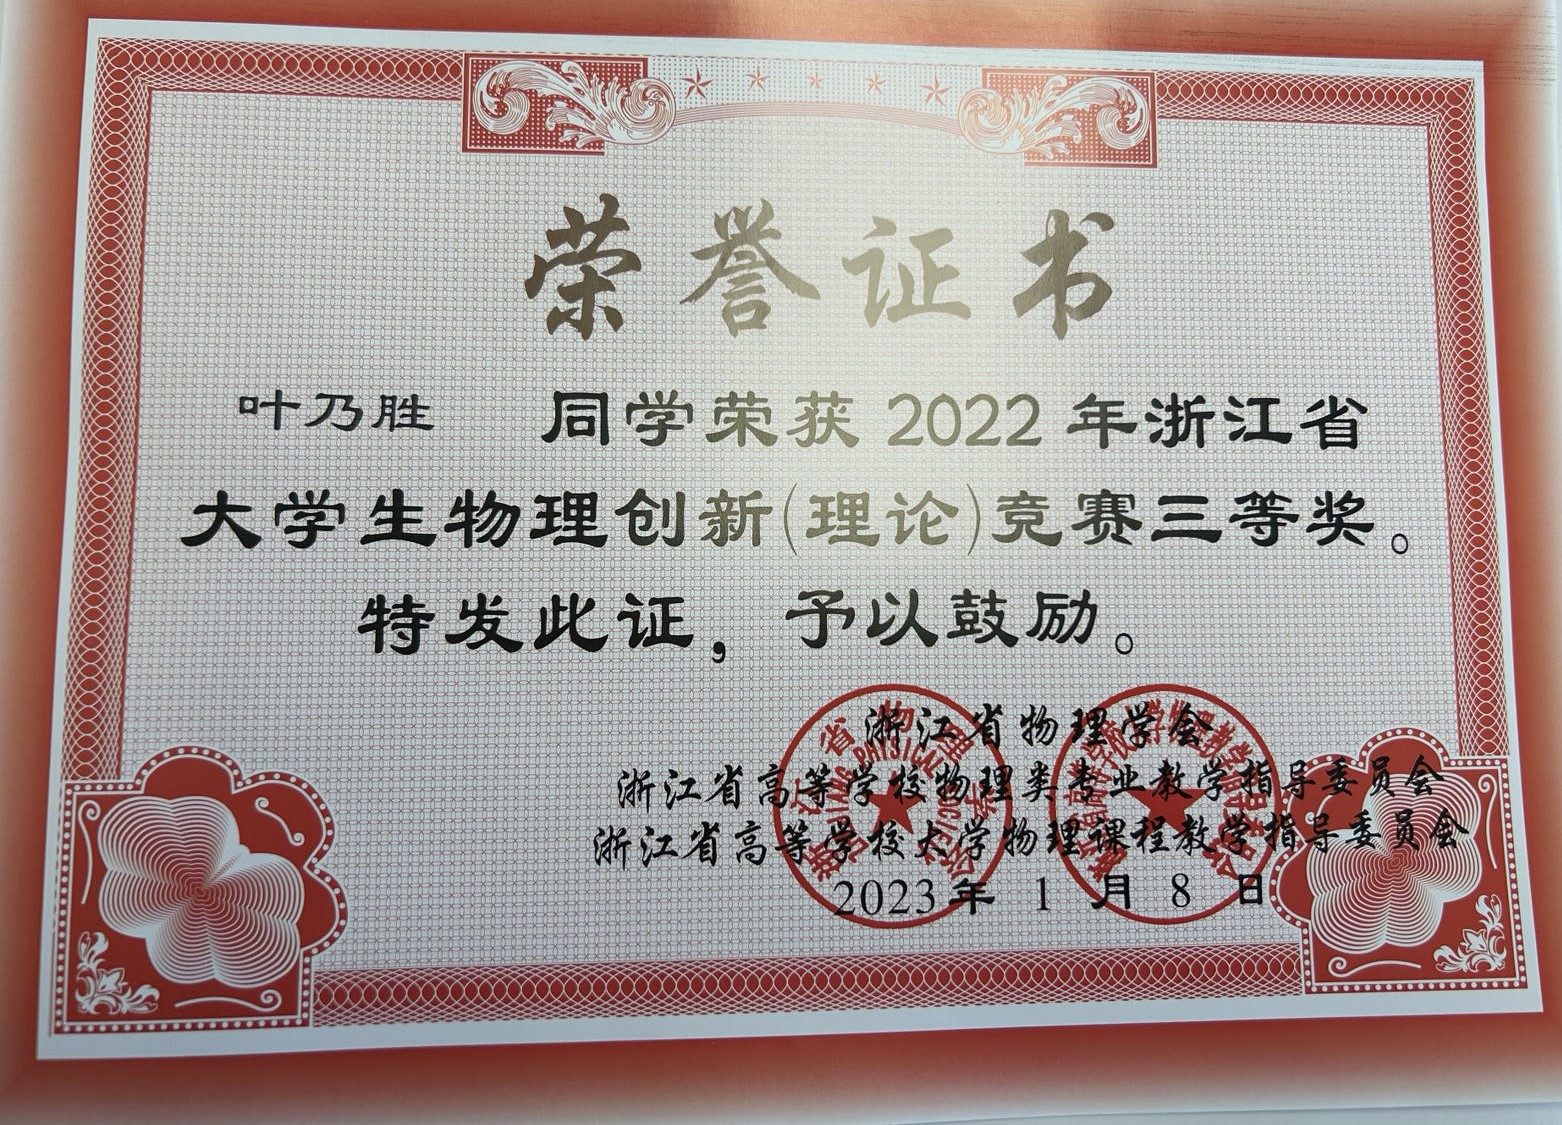 荣誉证书
叶乃胜 同学荣获 2022 年浙江省
大学生物理创新(理论)竞赛三等奖。
特发此证，予以鼓励。
浙江省物理学会
浙江省高等学校物理类专业教学指导委员会
浙江省高等学校大学物理课程教学指导委员会
2023 年 1 月 8 日